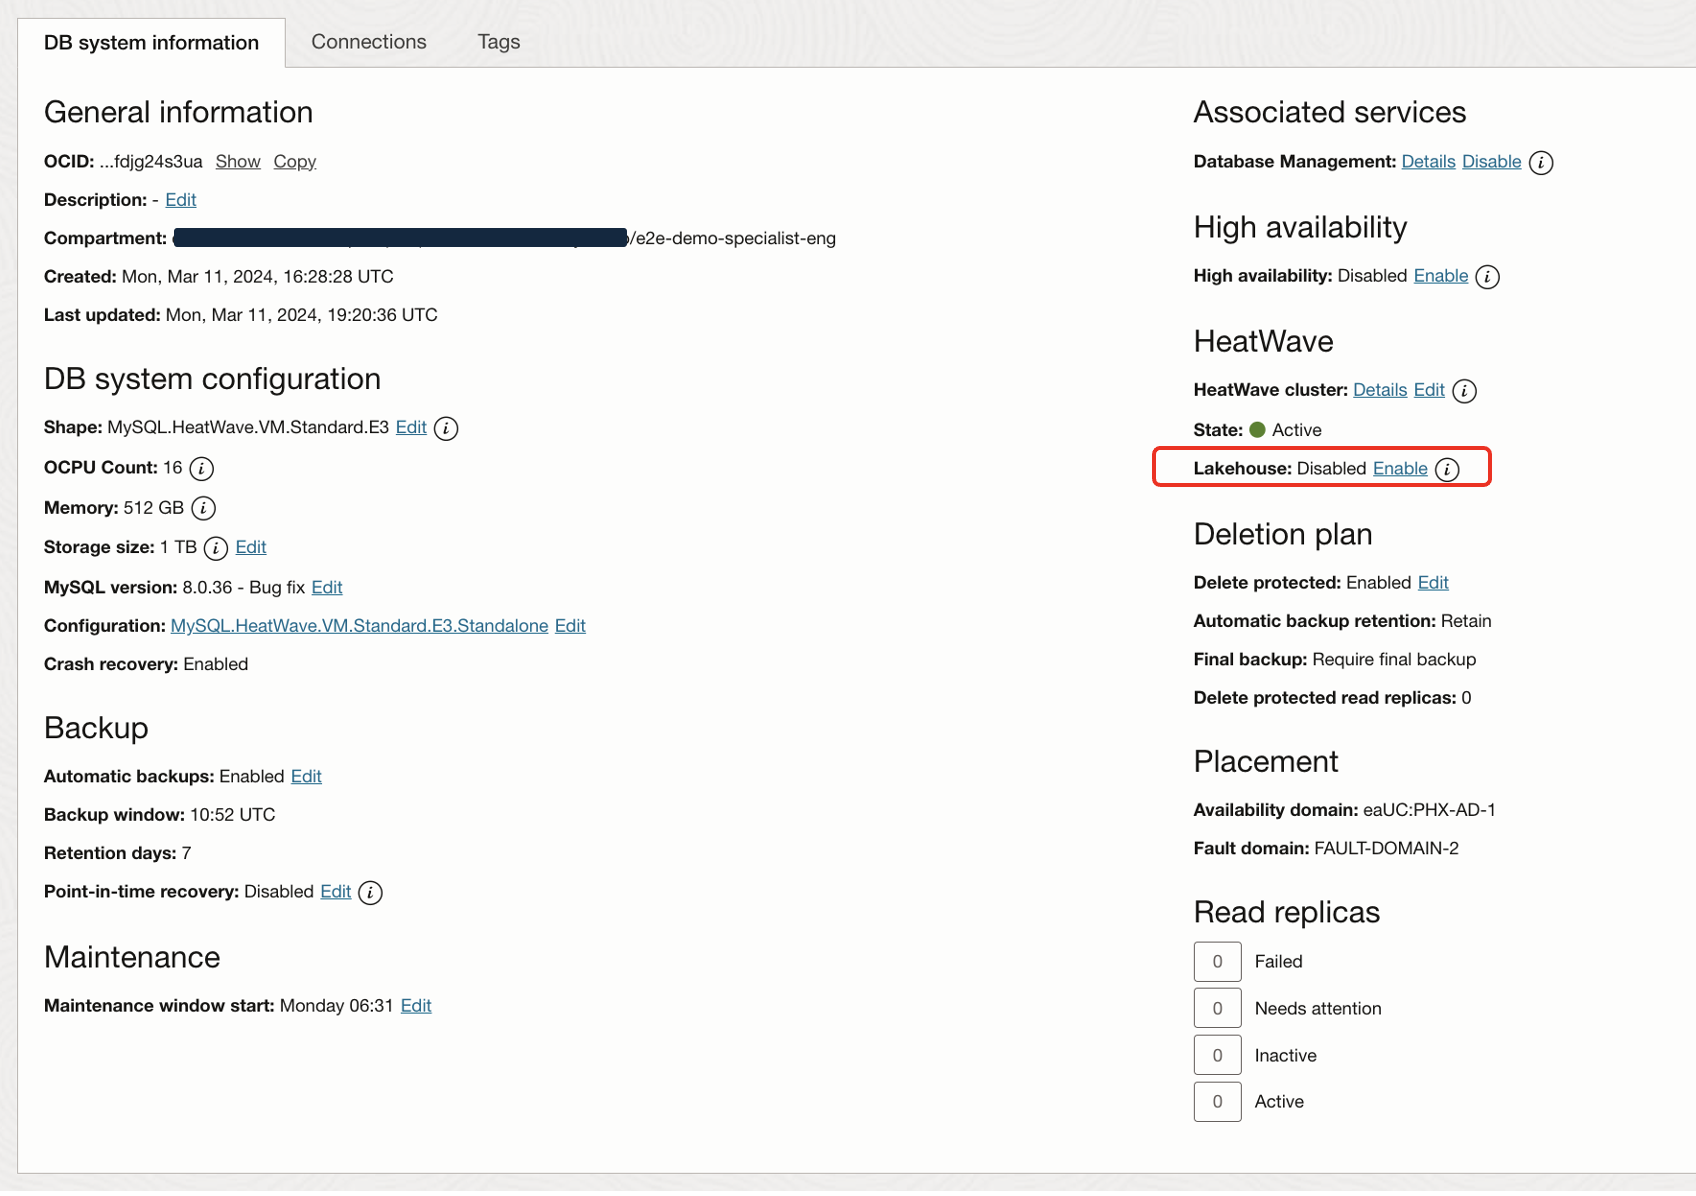 DB system information
Connections
Tags
General information
OCID: ...fdjg24s3ua Show Copy
Description: - Edit
Compartment: /e2e-demo-specialist-eng
Created: Mon, Mar 11, 2024, 16:28:28 UTC
Last updated: Mon, Mar 11, 2024, 19:20:36 UTC
DB system configuration
Shape: MySQL.HeatWave.VM.Standard.E3 Edit i
OCPU Count: 16 i
Memory: 512 GB i
Storage size: 1 TB i Edit
MySQL version: 8.0.36 - Bug fix Edit
Configuration: MySQL.HeatWave.VM.Standard.E3.Standalone Edit
Crash recovery: Enabled
Backup
Automatic backups: Enabled Edit
Backup window: 10:52 UTC
Retention days: 7
Point-in-time recovery: Disabled Edit i
Maintenance
Maintenance window start: Monday 06:31 Edit
Associated services
Database Management: Details Disable i
High availability
High availability: Disabled Enable i
HeatWave
HeatWave cluster: Details Edit i
State: Active
Lakehouse: Disabled Enable i
Deletion plan
Delete protected: Enabled Edit
Automatic backup retention: Retain
Final backup: Require final backup
Delete protected read replicas: 0
Placement
Availability domain: eaUC:PHX-AD-1
Fault domain: FAULT-DOMAIN-2
Read replicas
0 Failed
0 Needs attention
0 Inactive
0 Active